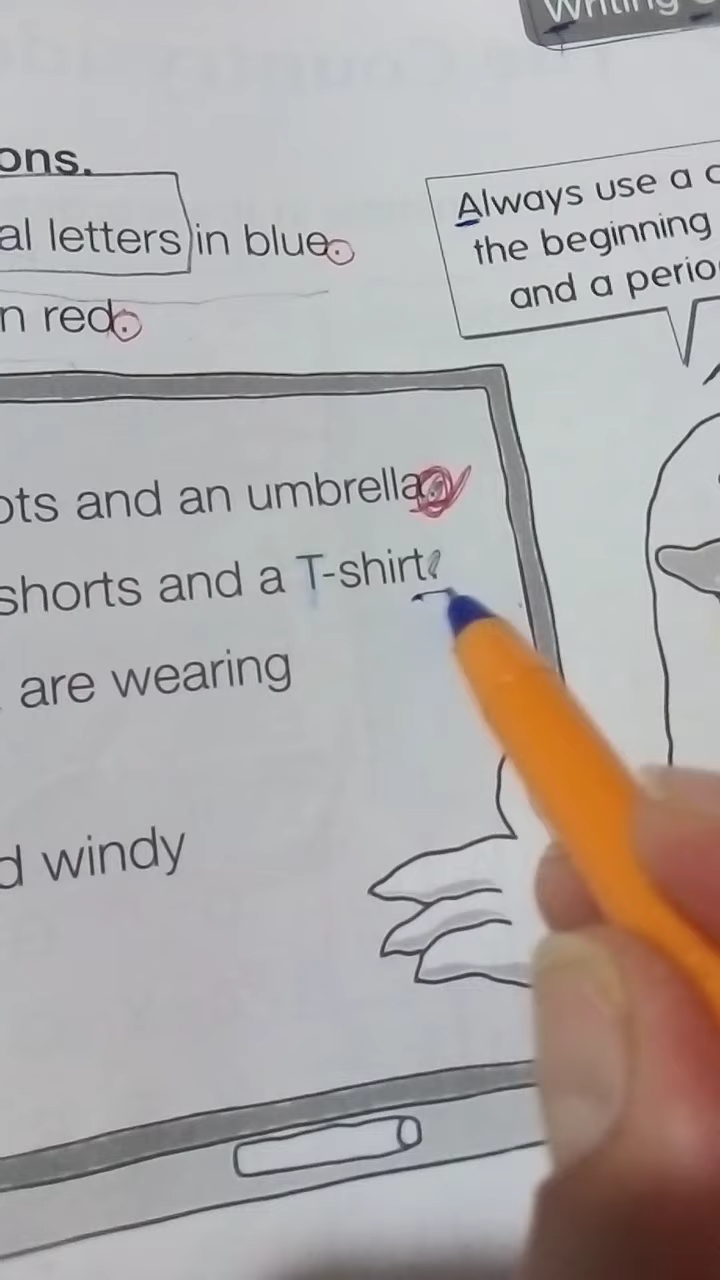 Writing
ons.
al letters in blue.
n red.
Always use a c
the beginning
and a perio
ots and an umbrella.
shorts and a T-shirt
are wearing
d windy